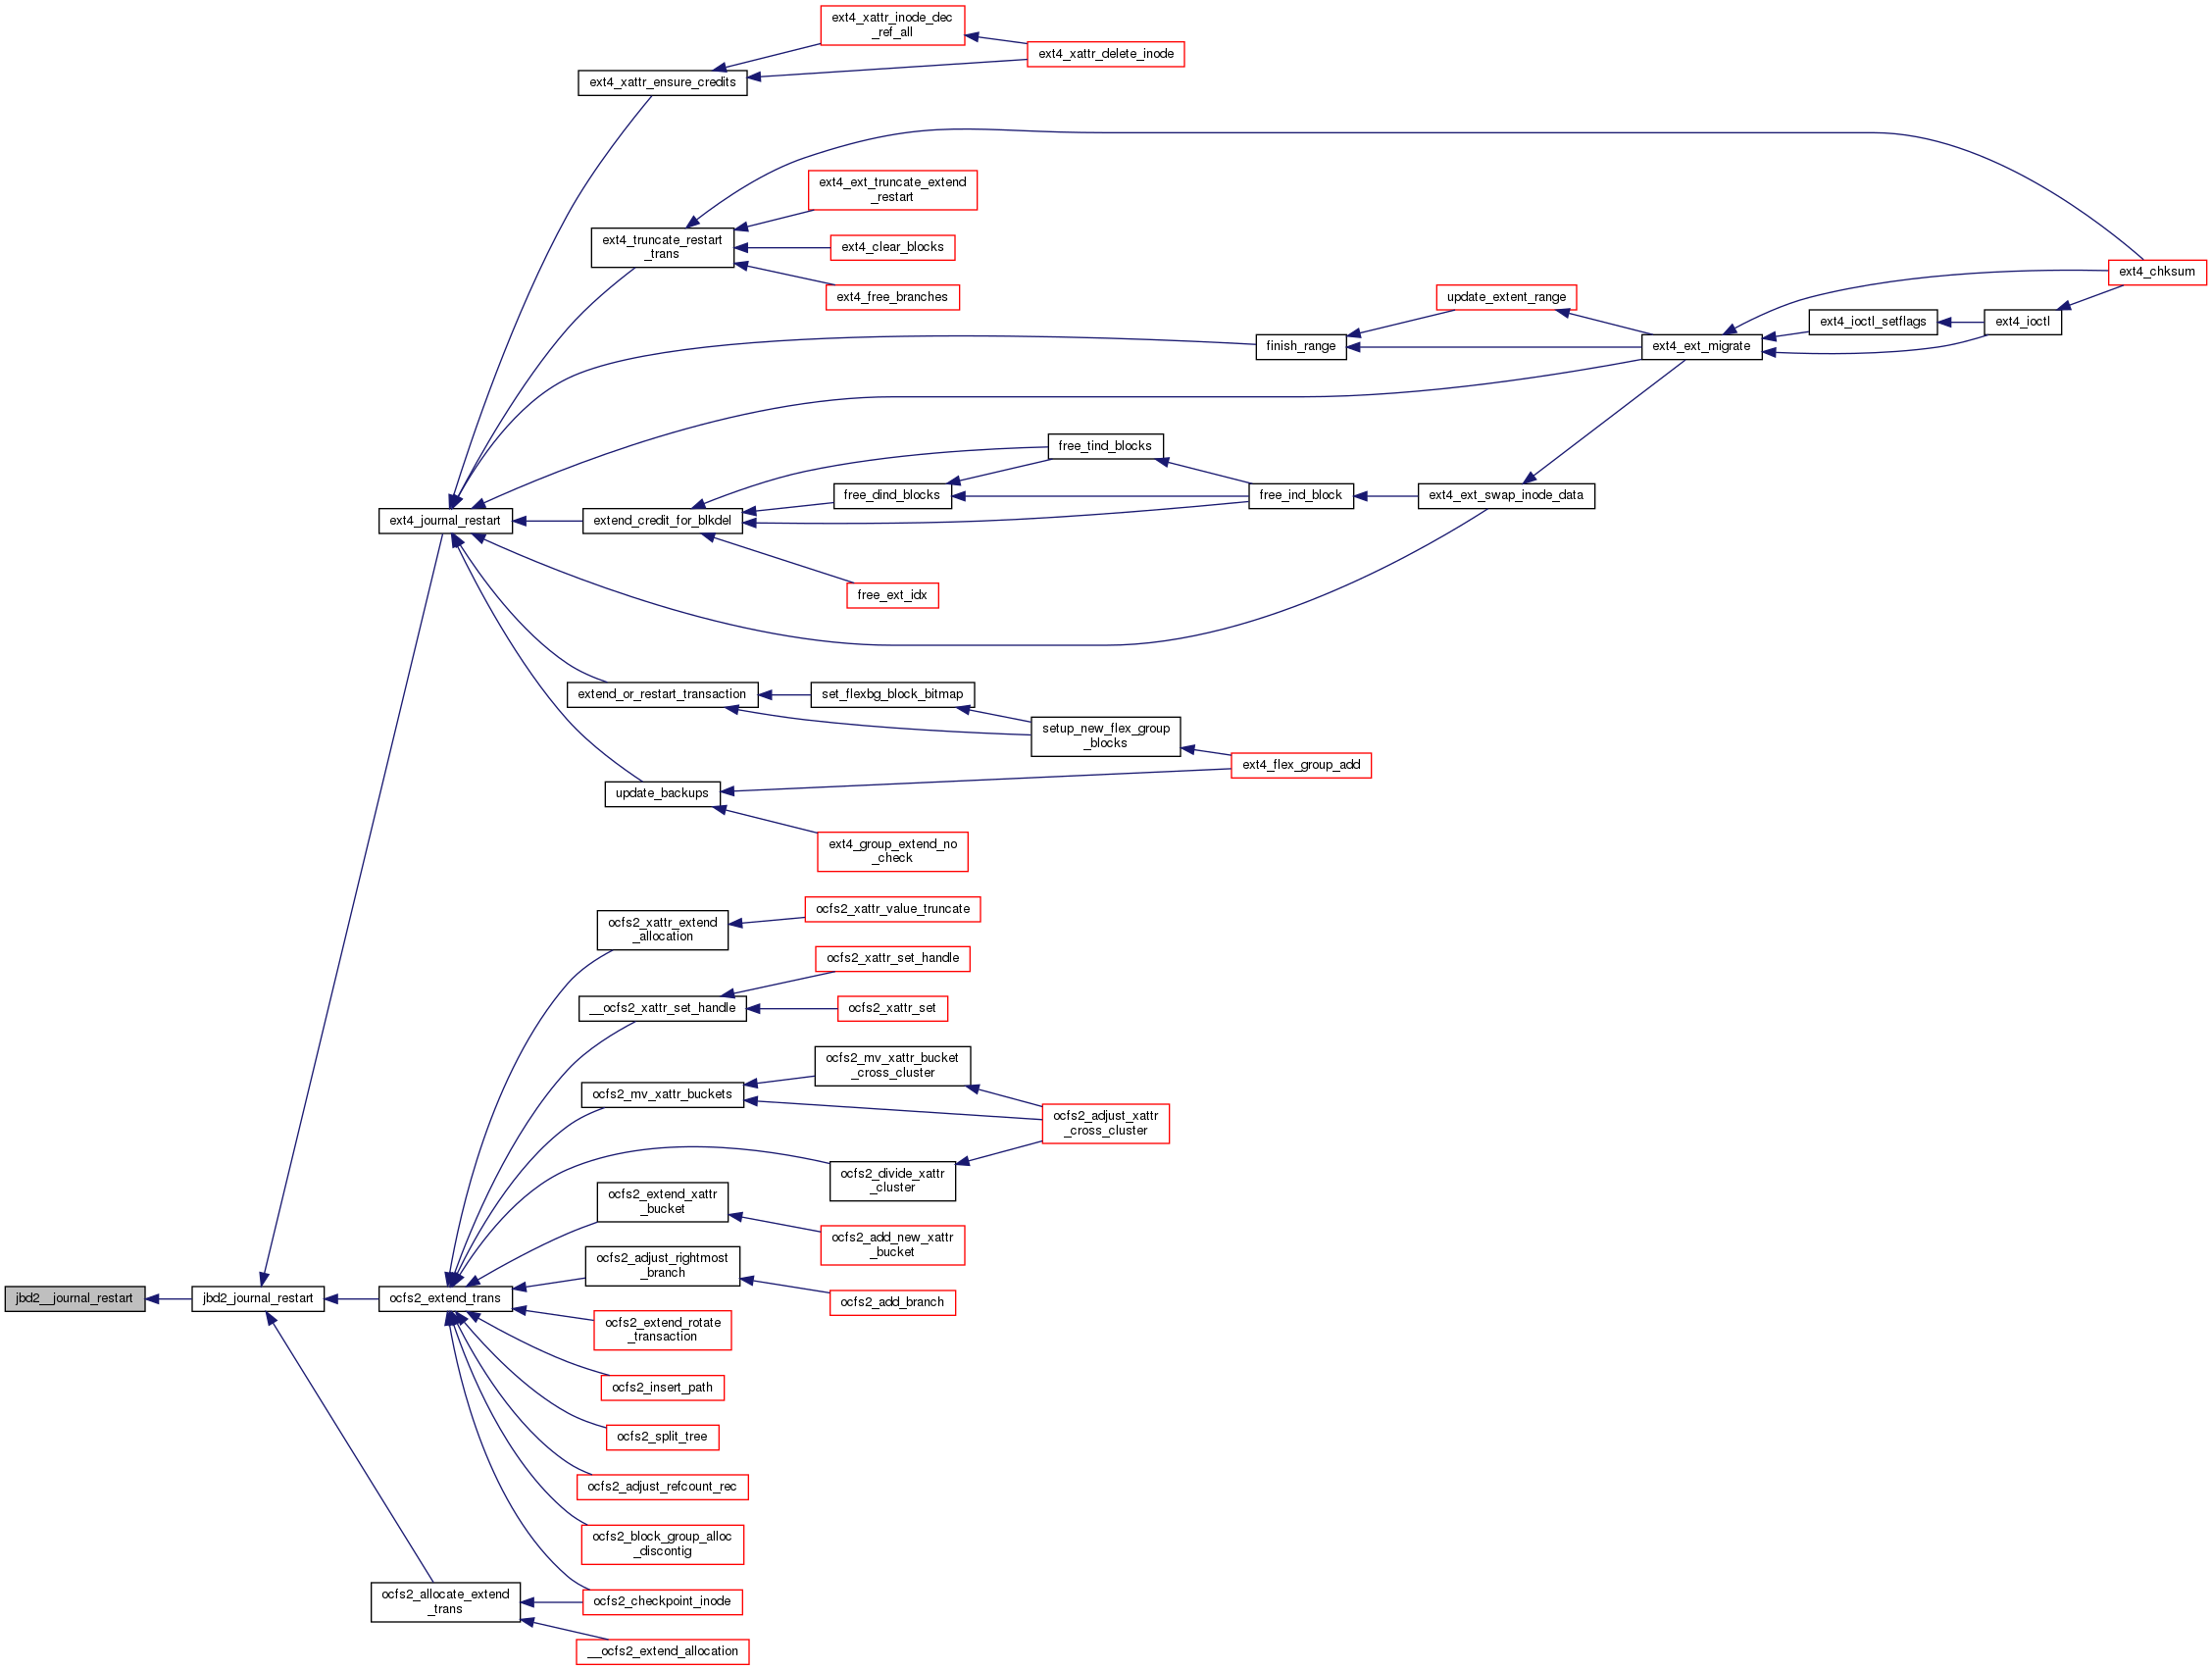 ext4_xattr_inode_dec
_ref_all
ext4_xattr_delete_inode
ext4_xattr_ensure_credits
ext4_ext_truncate_extend
_restart
ext4_truncate_restart
_trans
ext4_clear_blocks
ext4_free_branches
ext4_chksum
update_extent_range
ext4_ioctl_setflags
ext4_ioctl
finish_range
ext4_ext_migrate
free_tind_blocks
free_dind_blocks
free_ind_block
ext4_ext_swap_inode_data
ext4_journal_restart
extend_credit_for_blkdel
free_ext_idx
extend_or_restart_transaction
set_flexbg_block_bitmap
setup_new_flex_group
_blocks
ext4_flex_group_add
update_backups
ext4_group_extend_no
_check
ocfs2_xattr_extend
_allocation
ocfs2_xattr_value_truncate
ocfs2_xattr_set_handle
__ocfs2_xattr_set_handle
ocfs2_xattr_set
ocfs2_mv_xattr_bucket
_cross_cluster
ocfs2_mv_xattr_buckets
ocfs2_adjust_xattr
_cross_cluster
ocfs2_divide_xattr
_cluster
ocfs2_extend_xattr
_bucket
ocfs2_add_new_xattr
_bucket
ocfs2_adjust_rightmost
_branch
jbd2__journal_restart
jbd2_journal_restart
ocfs2_extend_trans
ocfs2_add_branch
ocfs2_extend_rotate
_transaction
ocfs2_insert_path
ocfs2_split_tree
ocfs2_adjust_refcount_rec
ocfs2_block_group_alloc
_discontig
ocfs2_allocate_extend
_trans
ocfs2_checkpoint_inode
__ocfs2_extend_allocation